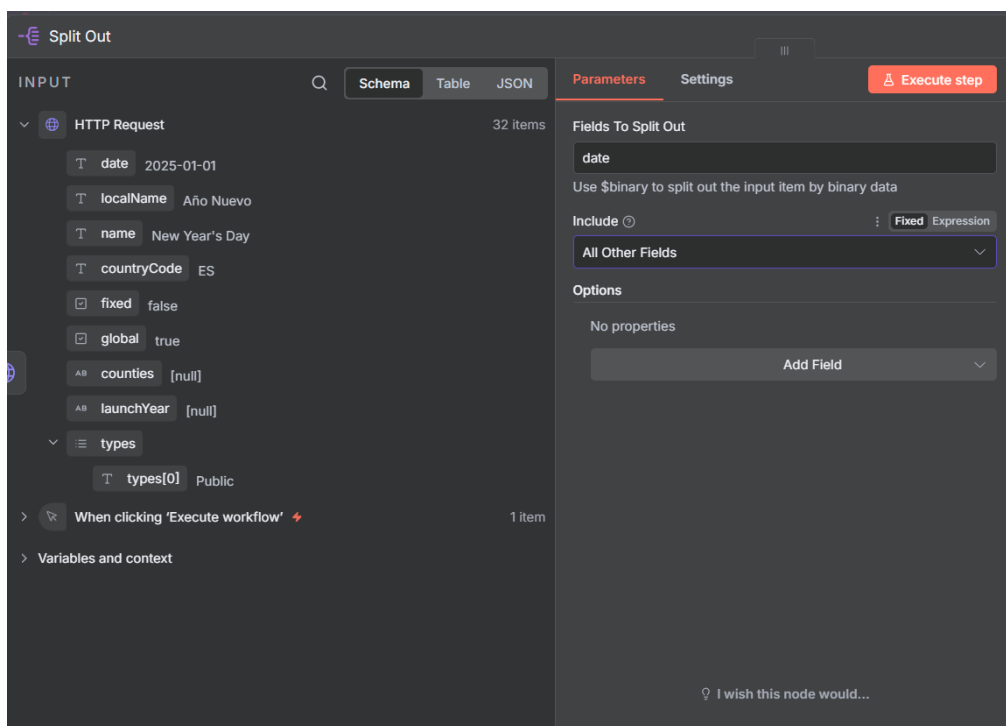 Split Out
INPUT
Schema Table JSON
HTTP Request 32 items
T date 2025-01-01
T localName Año Nuevo
T name New Year's Day
T countryCode ES
fixed false
global true
AB counties [null]
AB launchYear [null]
types
T types[0] Public
When clicking ‘Execute workflow’ 1 item
Variables and context
Parameters Settings Execute step
Fields To Split Out
date
Use $binary to split out the input item by binary data
Include Fixed Expression
All Other Fields
Options
No properties
Add Field
I wish this node would...